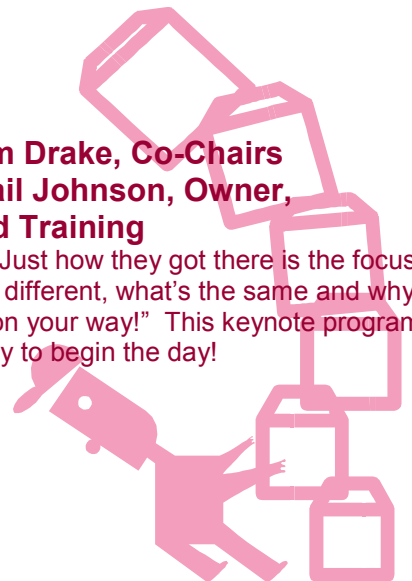 m Drake, Co-Chairs
ail Johnson, Owner,
d Training
Just how they got there is the focus
different, what's the same and why
on your way!"  This keynote program
y to begin the day!